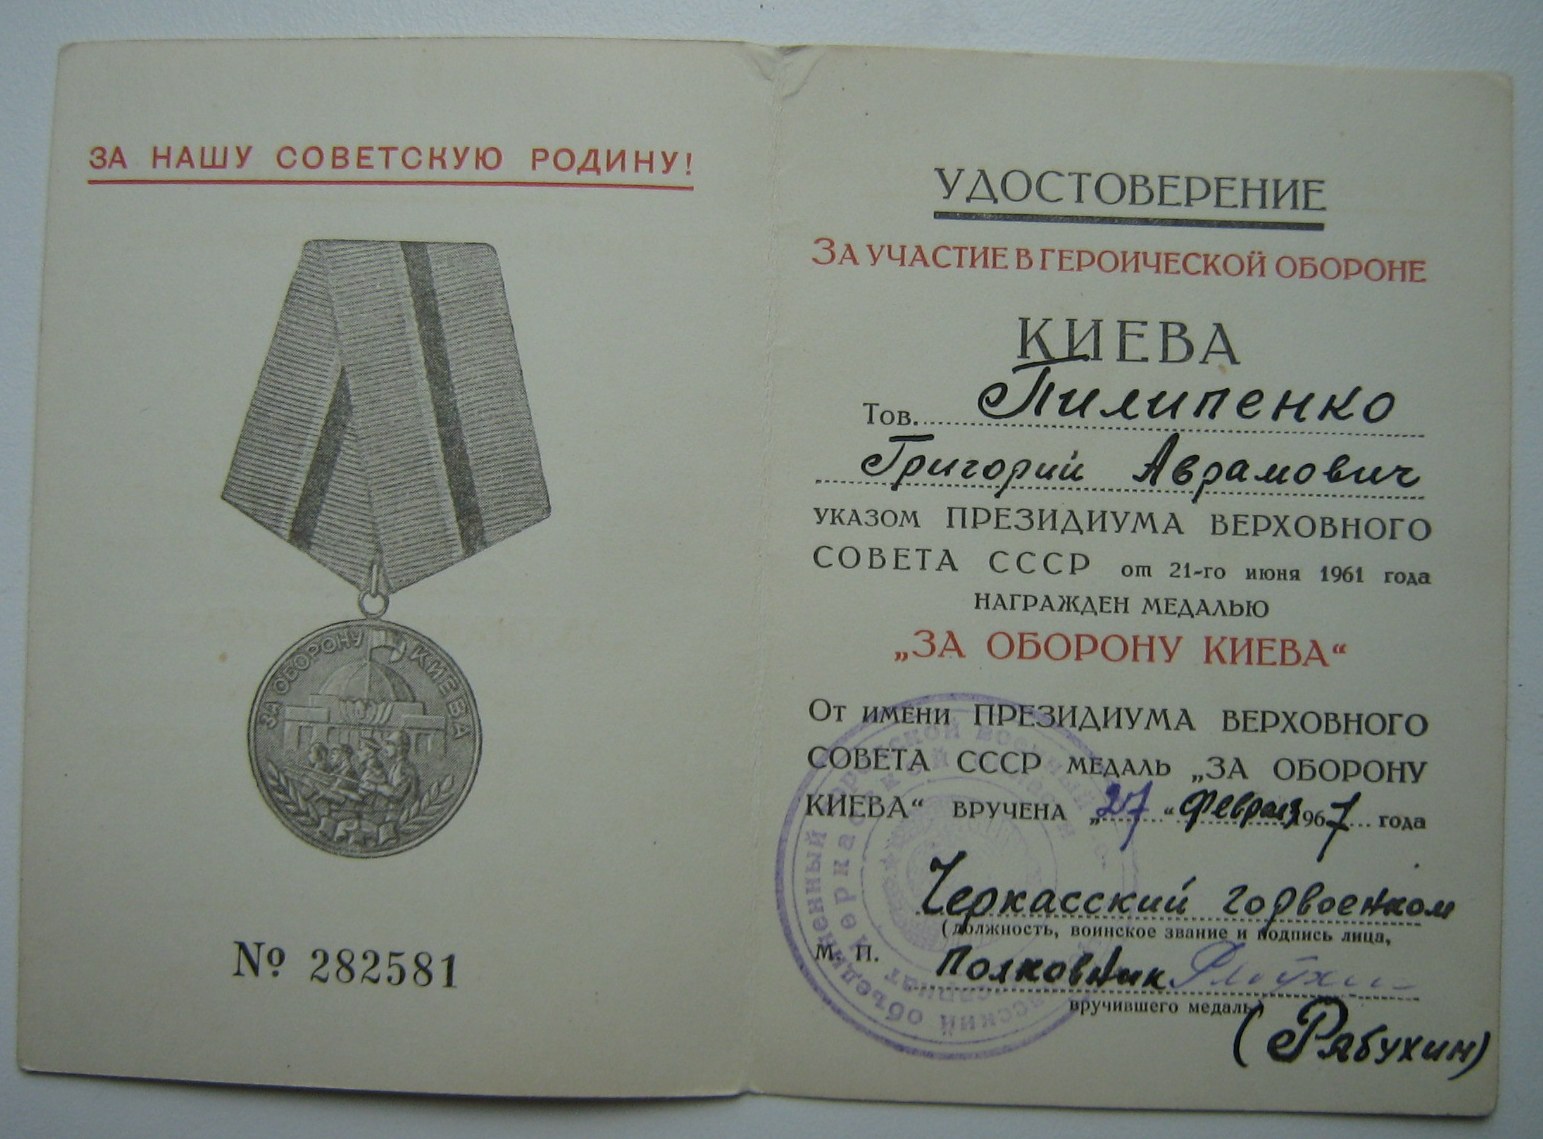 ЗА НАШУ СОВЕТСКУЮ РОДИНУ!
ЗА ОБОРОНУ КИЕВА
№ 282581
УДОСТОВЕРЕНИЕ
ЗА УЧАСТИЕ В ГЕРОИЧЕСКОЙ ОБОРОНЕ
КИЕВА
Тов. Пилипенко
Григорий Аврамович
УКАЗОМ ПРЕЗИДИУМА ВЕРХОВНОГО
СОВЕТА СССР от 21-го июня 1961 года
НАГРАЖДЕН МЕДАЛЬЮ
„ЗА ОБОРОНУ КИЕВА“
От имени ПРЕЗИДИУМА ВЕРХОВНОГО
СОВЕТА СССР МЕДАЛЬ „ЗА ОБОРОНУ
КИЕВА“ ВРУЧЕНА „27“ февраля 1967 года
Черкасский горвоенком
(должность, воинское звание и подпись лица,
М. П. полковник
вручившего медаль)
(Рябухин)